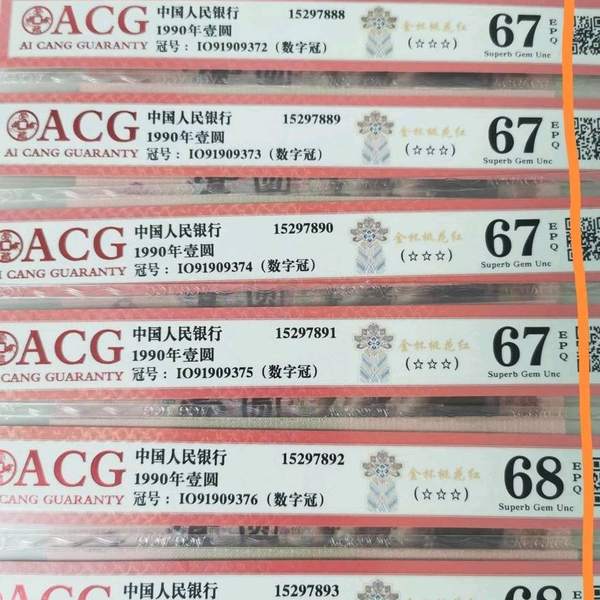 ACG
AI CANG GUARANTY
中国人民银行 15297888
1990年壹圆
冠号：IO91909372（数字冠）
金杯桃花红
(☆☆☆)
67 EPQ
Superb Gem Unc
ACG
AI CANG GUARANTY
中国人民银行 15297889
1990年壹圆
冠号：IO91909373（数字冠）
金杯桃花红
(☆☆☆)
67 EPQ
Superb Gem Unc
ACG
I CANG GUARANTY
中国人民银行 15297890
1990年壹圆
冠号：IO91909374（数字冠）
金杯桃花红
(☆☆☆)
67 EPQ
Superb Gem Unc
ACG
CANG GUARANTY
中国人民银行 15297891
1990年壹圆
冠号：IO91909375（数字冠）
金杯桃花红
(☆☆☆)
67 EPQ
Superb Gem Unc
ACG
CANG GUARANTY
中国人民银行 15297892
1990年壹圆
冠号：IO91909376（数字冠）
金杯桃花红
(☆☆☆)
68 EPQ
Superb Gem Unc
ACG
中国人民银行 15297893
68